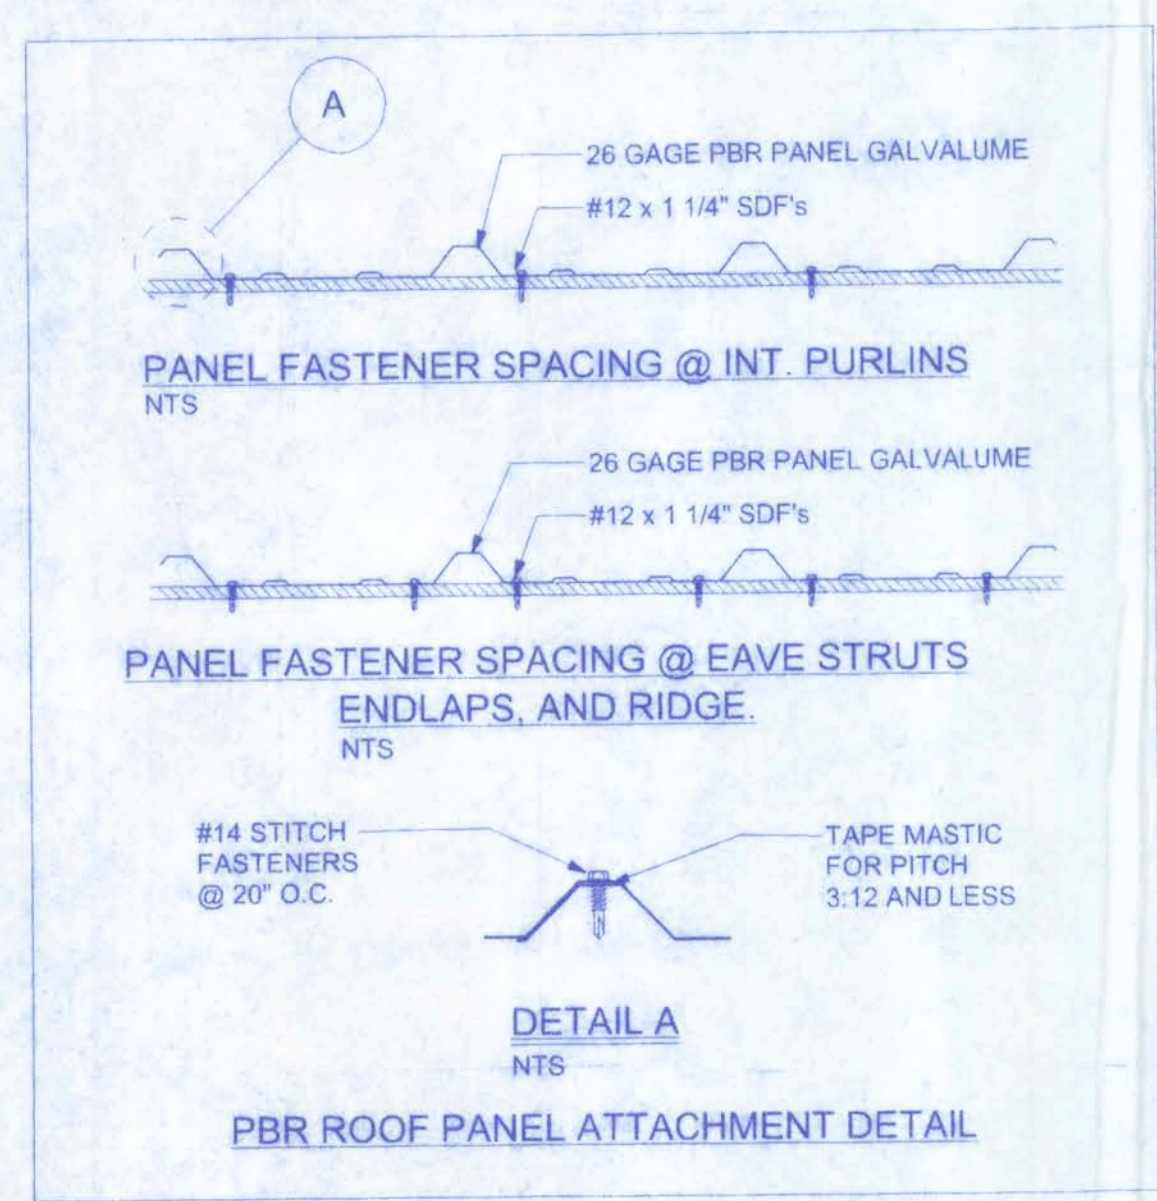 A
26 GAGE PBR PANEL GALVALUME
#12 x 1 1/4" SDF's
PANEL FASTENER SPACING @ INT. PURLINS
NTS
26 GAGE PBR PANEL GALVALUME
#12 x 1 1/4" SDF's
PANEL FASTENER SPACING @ EAVE STRUTS
ENDLAPS, AND RIDGE.
NTS
#14 STITCH
FASTENERS
@ 20" O.C.
TAPE MASTIC
FOR PITCH
3:12 AND LESS
DETAIL A
NTS
PBR ROOF PANEL ATTACHMENT DETAIL